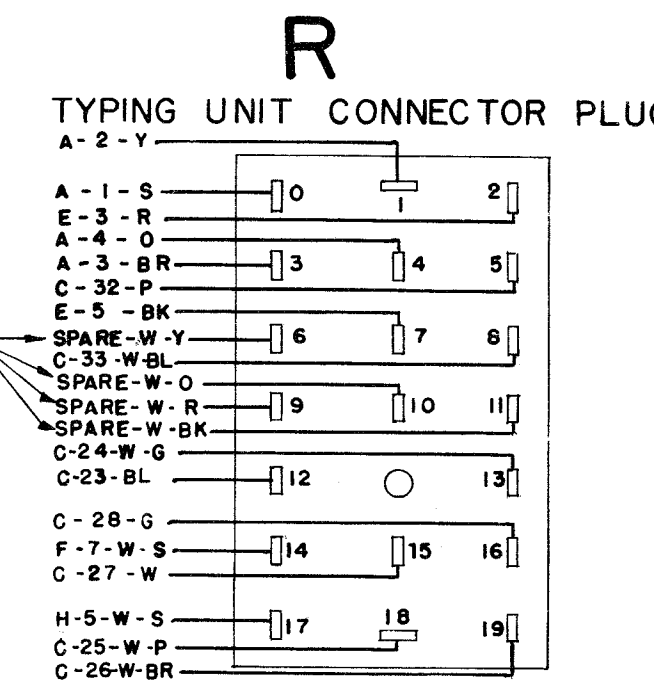 R
TYPING UNIT CONNECTOR PLUG
A-2-Y
A-1-S 0 1 2
E-3-R
A-4-O
A-3-BR 3 4 5
C-32-P
E-5-BK
SPARE-W-Y 6 7 8
C-33-W-BL
SPARE-W-O
SPARE-W-R 9 10 11
SPARE-W-BK
C-24-W-G
C-23-BL 12 13
C-28-G
F-7-W-S 14 15 16
C-27-W
H-5-W-S 17 18 19
C-25-W-P
C-26-W-BR